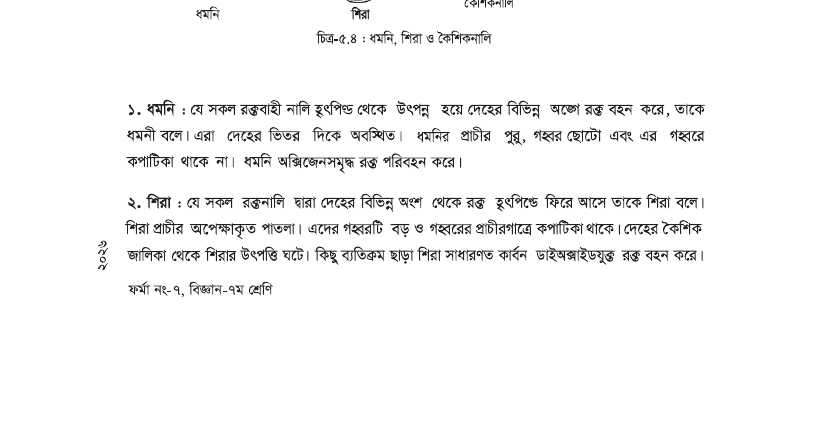 ধমনি
শিরা
কৈশিকনালি
চিত্র-৫.৪ : ধমনি, শিরা ও কৈশিকনালি
১. ধমনি : যে সকল রক্তবাহী নালি হৃৎপিণ্ড থেকে উৎপন্ন হয়ে দেহের বিভিন্ন অঙ্গে রক্ত বহন করে, তাকে
ধমনী বলে। এরা দেহের ভিতর দিকে অবস্থিত। ধমনির প্রাচীর পুরু, গহ্বর ছোটো এবং এর গহ্বরে
কপাটিকা থাকে না। ধমনি অক্সিজেনসমৃদ্ধ রক্ত পরিবহন করে।
২. শিরা : যে সকল রক্তনালি দ্বারা দেহের বিভিন্ন অংশ থেকে রক্ত হৃৎপিণ্ডে ফিরে আসে তাকে শিরা বলে।
শিরা প্রাচীর অপেক্ষাকৃত পাতলা। এদের গহ্বরটি বড় ও গহ্বরের প্রাচীরগাত্রে কপাটিকা থাকে। দেহের কৈশিক
জালিকা থেকে শিরার উৎপত্তি ঘটে। কিছু ব্যতিক্রম ছাড়া শিরা সাধারণত কার্বন ডাইঅক্সাইডযুক্ত রক্ত বহন করে।
২০২৬
ফর্মা নং-৭, বিজ্ঞান-৭ম শ্রেণি